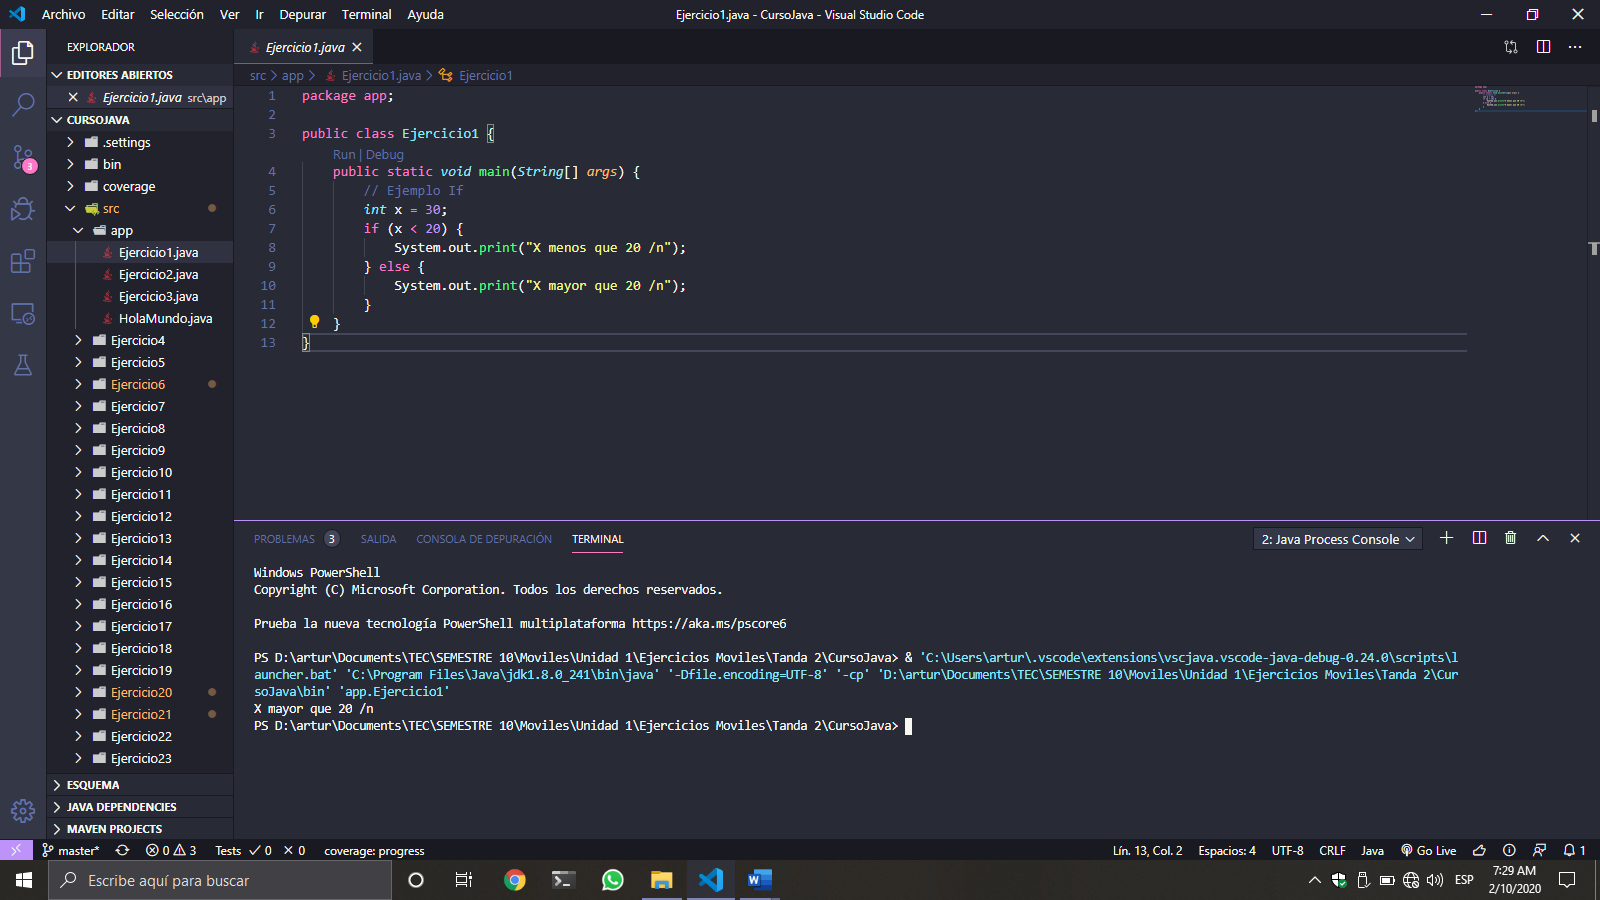 Archivo Editar Selección Ver Ir Depurar Terminal Ayuda
Ejercicio1.java - CursoJava - Visual Studio Code
EXPLORADOR
EDITORES ABIERTOS
Ejercicio1.java src\app
CURSOJAVA
.settings
bin
coverage
src
app
Ejercicio1.java
Ejercicio2.java
Ejercicio3.java
HolaMundo.java
Ejercicio4
Ejercicio5
Ejercicio6
Ejercicio7
Ejercicio8
Ejercicio9
Ejercicio10
Ejercicio11
Ejercicio12
Ejercicio13
Ejercicio14
Ejercicio15
Ejercicio16
Ejercicio17
Ejercicio18
Ejercicio19
Ejercicio20
Ejercicio21
Ejercicio22
Ejercicio23
ESQUEMA
JAVA DEPENDENCIES
MAVEN PROJECTS
3
Ejercicio1.java
src > app > Ejercicio1.java > Ejercicio1
1 package app;
2
3 public class Ejercicio1 {
Run | Debug
4 public static void main(String[] args) {
5 // Ejemplo If
6 int x = 30;
7 if (x < 20) {
8 System.out.print("X menos que 20 /n");
9 } else {
10 System.out.print("X mayor que 20 /n");
11 }
12 }
13 }
PROBLEMAS 3 SALIDA CONSOLA DE DEPURACIÓN TERMINAL
2: Java Process Console
Windows PowerShell
Copyright (C) Microsoft Corporation. Todos los derechos reservados.
Prueba la nueva tecnología PowerShell multiplataforma https://aka.ms/pscore6
PS D:\artur\Documents\TEC\SEMESTRE 10\Moviles\Unidad 1\Ejercicios Moviles\Tanda 2\CursoJava> & 'C:\Users\artur\.vscode\extensions\vscjava.vscode-java-debug-0.24.0\scripts\l
auncher.bat' 'C:\Program Files\Java\jdk1.8.0_241\bin\java' '-Dfile.encoding=UTF-8' '-cp' 'D:\artur\Documents\TEC\SEMESTRE 10\Moviles\Unidad 1\Ejercicios Moviles\Tanda 2\Cur
soJava\bin' 'app.Ejercicio1'
X mayor que 20 /n
PS D:\artur\Documents\TEC\SEMESTRE 10\Moviles\Unidad 1\Ejercicios Moviles\Tanda 2\CursoJava>
master* 0 3 Tests 0 0 coverage: progress
Lín. 13, Col. 2 Espacios: 4 UTF-8 CRLF Java Go Live 1
Escribe aquí para buscar
ESP
7:29 AM
2/10/2020